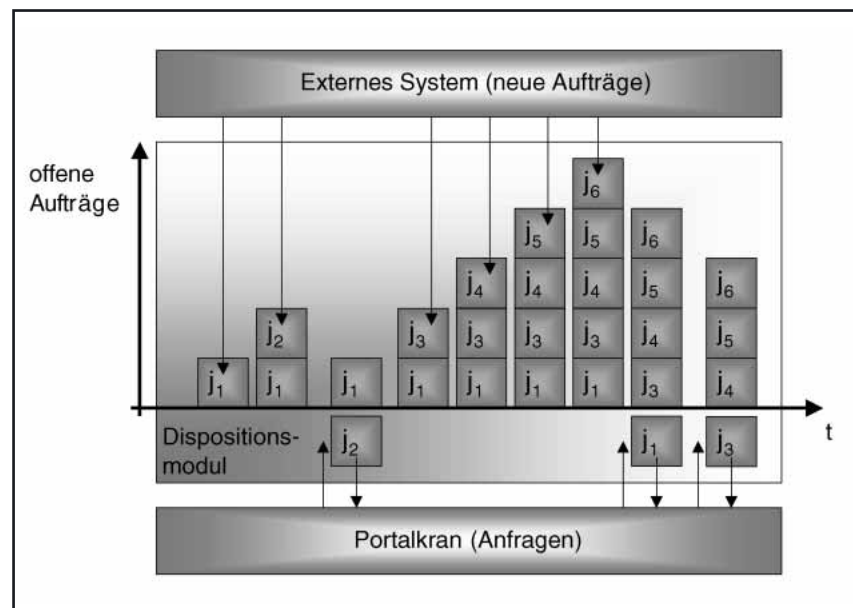 Externes System (neue Aufträge)
offene
Aufträge
j6
j5 j5 j6
j4 j4 j4 j5 j6
j2 j3 j3 j3 j3 j4 j5
j1 j1 j1 j1 j1 j1 j1 j3 j4
t
Dispositions-
modul
j2 j1 j3
Portalkran (Anfragen)